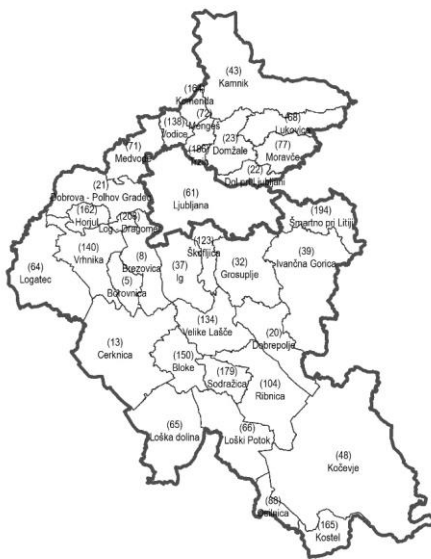 (43)
Kamnik
(164)
Komenda
(72)
Mengeš
(68)
Lukovica
(138)
Vodice
(23)
Domžale
(77)
Moravče
(186)
Trzin
(71)
Medvode
(22)
Dol pri Ljubljani
(21)
Dobrova - Polhov Gradec
(61)
Ljubljana
(194)
Šmartno pri Litiji
(162)
Horjul
(208)
Log - Dragomer
(140)
Vrhnika
(8)
Brezovica
(123)
Škofljica
(37)
Ig
(32)
Grosuplje
(39)
Ivančna Gorica
(64)
Logatec
(5)
Borovnica
(134)
Velike Lašče
(20)
Dobrepolje
(13)
Cerknica
(150)
Bloke
(179)
Sodražica
(104)
Ribnica
(65)
Loška dolina
(66)
Loški Potok
(48)
Kočevje
(88)
Osilnica
(165)
Kostel